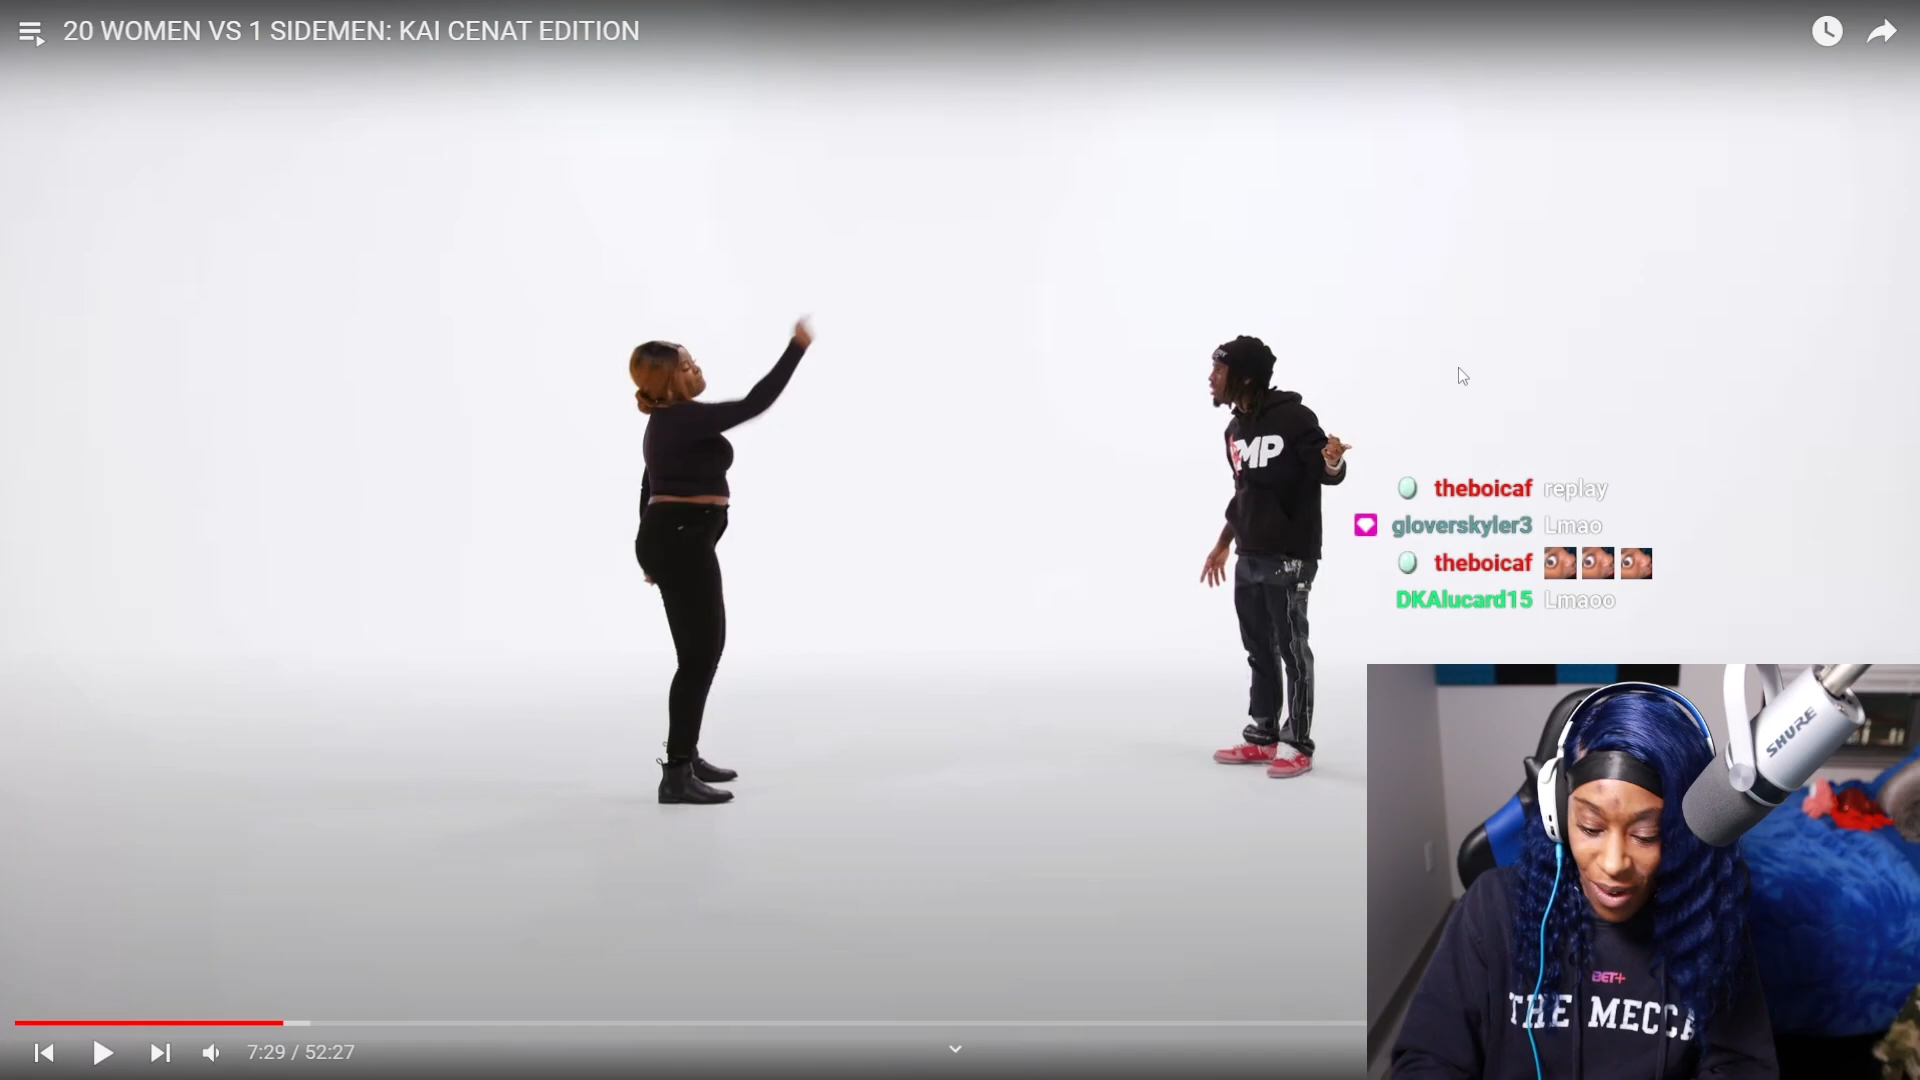 20 WOMEN VS 1 SIDEMEN: KAI CENAT EDITION
MP
theboicaf replay
gloverskyler3 Lmao
theboicaf
DKAlucard15 Lmaoo
SHURE
BET+
THE MECCA
7:29 / 52:27